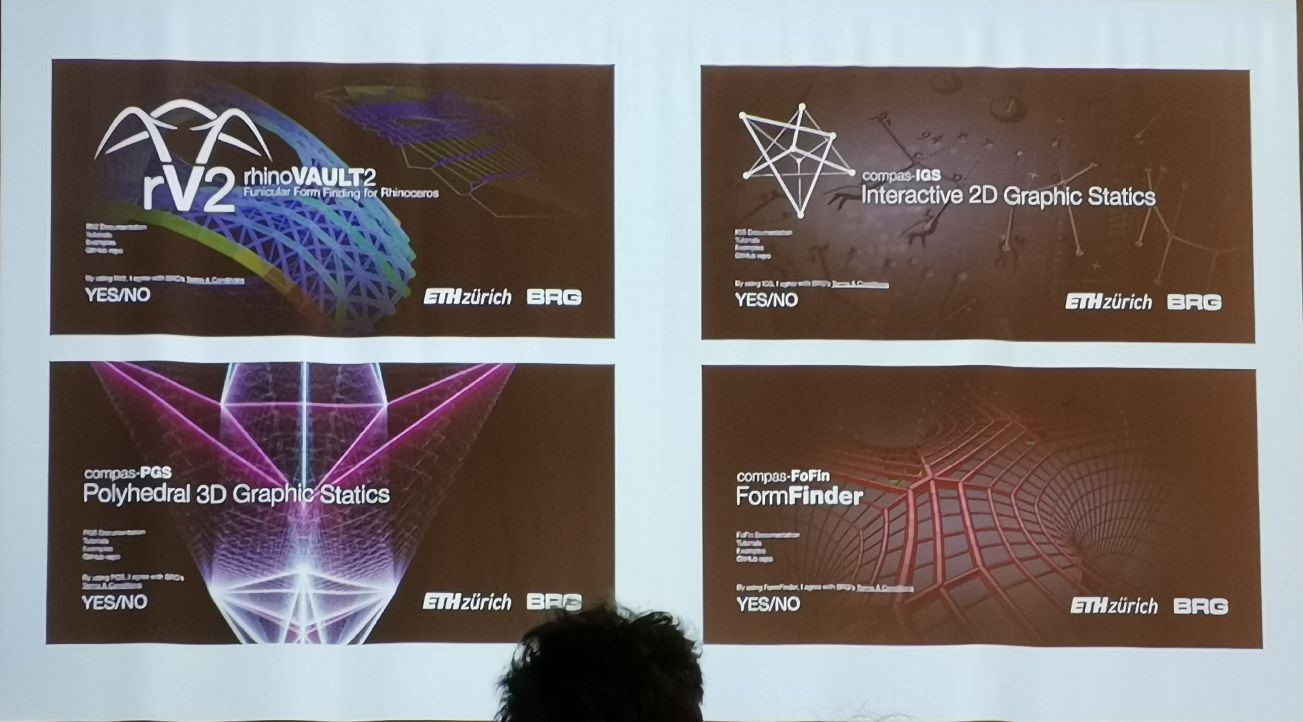 rV2
rhinoVAULT2
Funicular Form Finding for Rhinoceros
RV2 Documentation
Tutorials
Examples
GitHub repo
By using RV2, I agree with BRG's Terms & Conditions
YES/NO
ETHzürich BRG
compas-IGS
Interactive 2D Graphic Statics
IGS Documentation
Tutorials
Examples
GitHub repo
By using IGS, I agree with BRG's Terms & Conditions
YES/NO
ETHzürich BRG
compas-PGS
Polyhedral 3D Graphic Statics
PGS Documentation
Tutorials
Examples
GitHub repo
By using PGS, I agree with BRG's
Terms & Conditions
YES/NO
ETHzürich BRG
compas-FoFin
FormFinder
FoFin Documentation
Tutorials
Examples
GitHub repo
By using FormFinder, I agree with BRG's Terms & Conditions
YES/NO
ETHzürich BRG